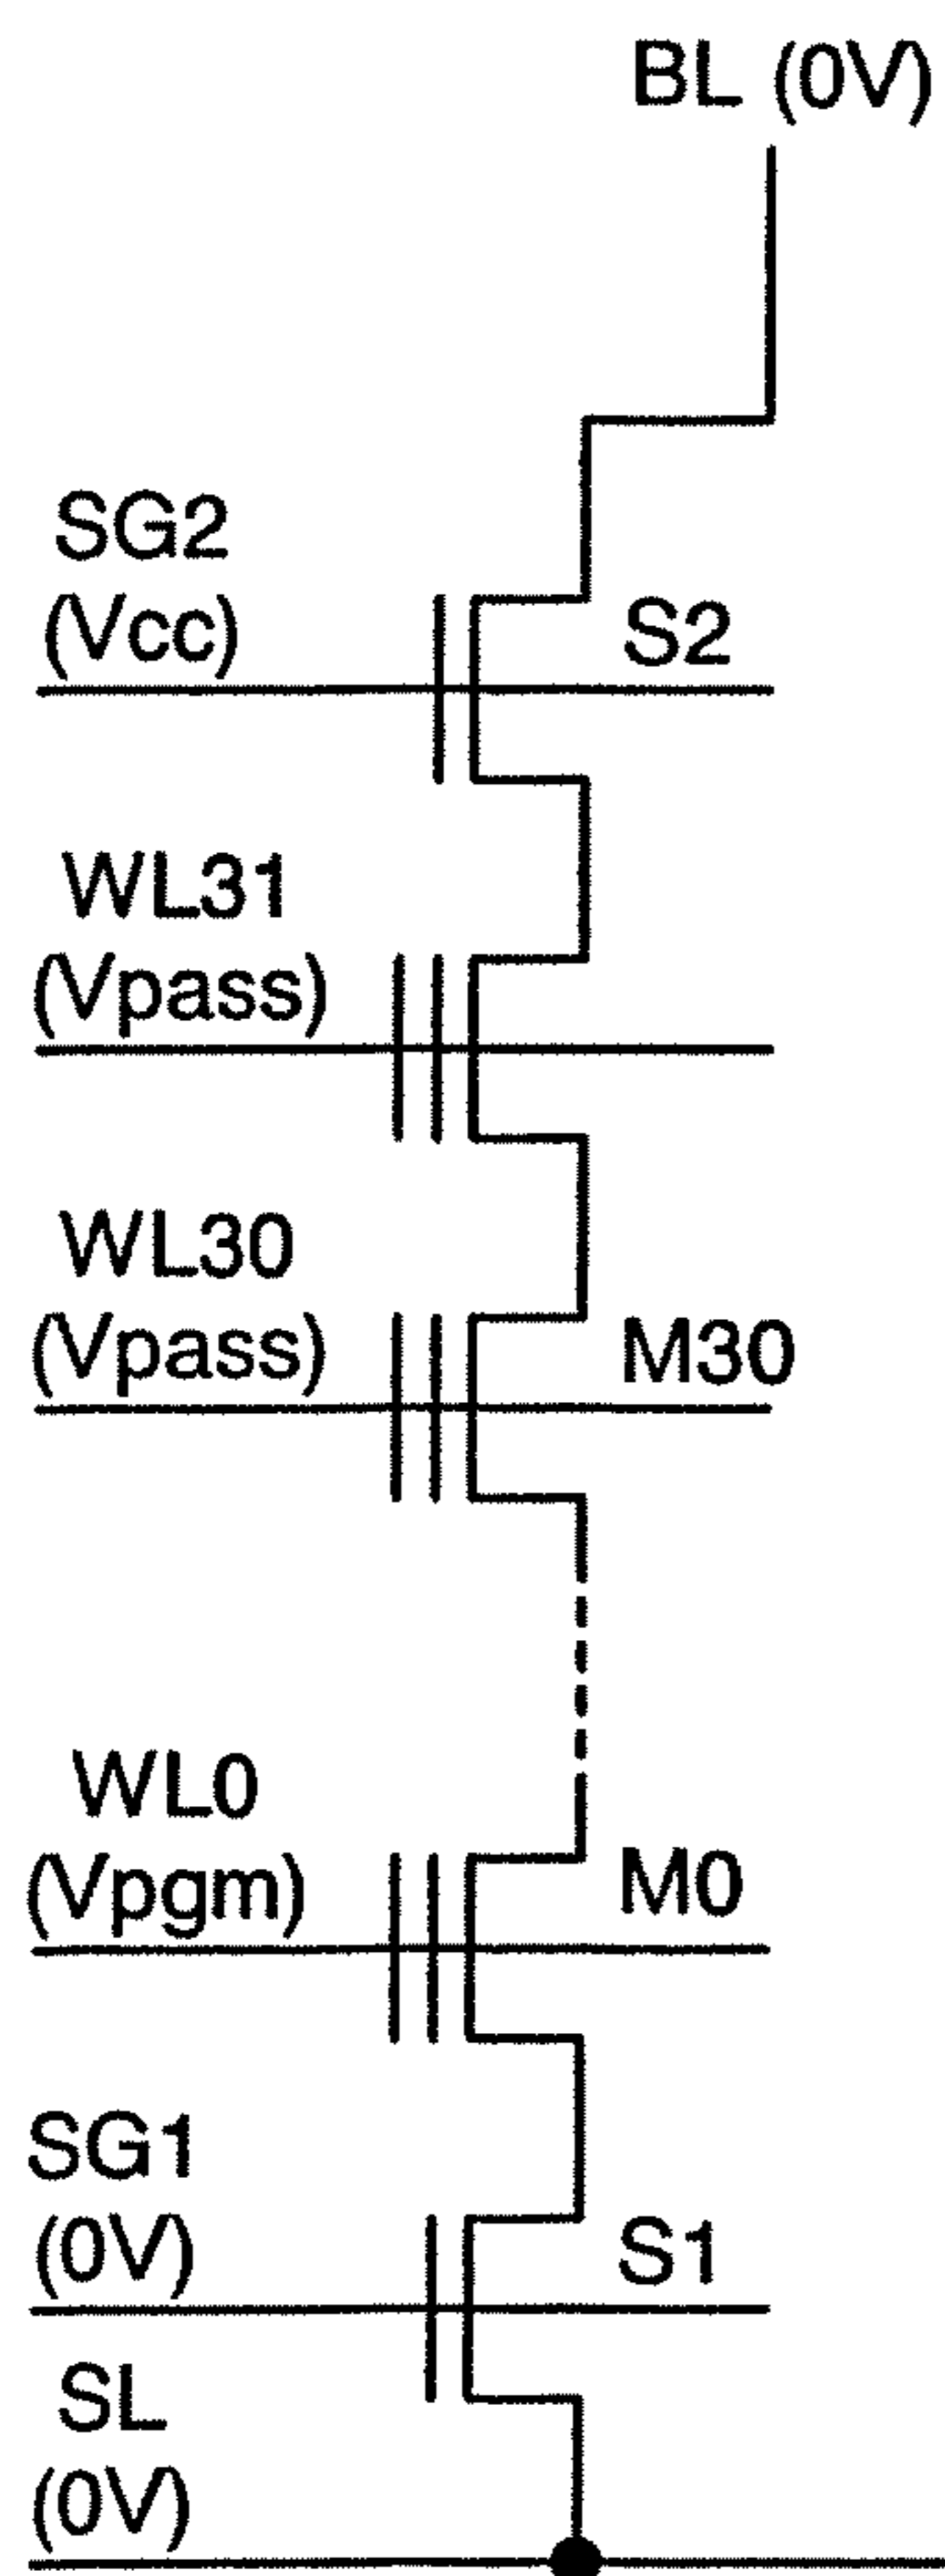 BL (0V)
SG2
(Vcc)
S2
WL31
(Vpass)
WL30
(Vpass)
M30
WL0
(Vpgm)
M0
SG1
(0V)
S1
SL
(0V)